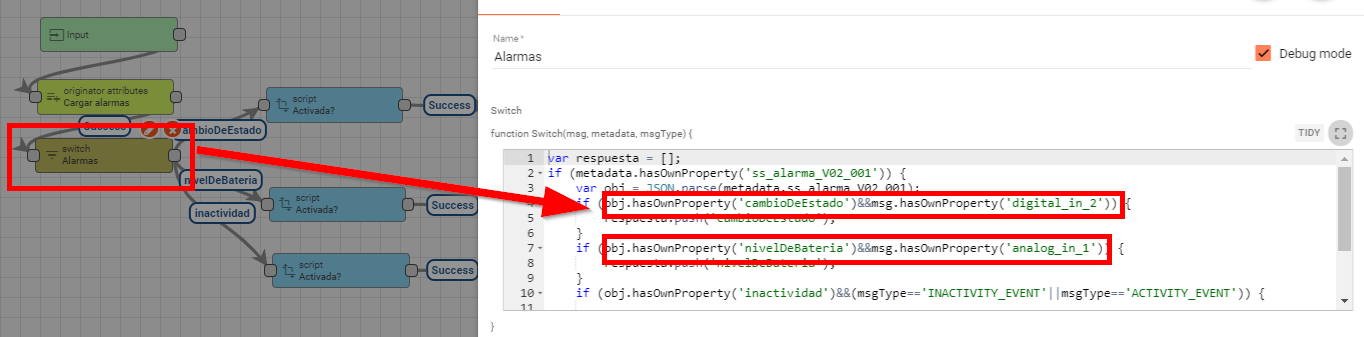 Input
originator attributes
Cargar alarmas
Success
switch
Alarmas
ambioDeEstado
nivelDeBateria
inactividad
script
Activada?
Success
script
Activada?
Success
script
Activada?
Success
Name *
Alarmas
Debug mode
Switch
function Switch(msg, metadata, msgType) {
TIDY
1 var respuesta = [];
2 if (metadata.hasOwnProperty('ss_alarma_V02_001')) {
3 var obj = JSON.parse(metadata.ss_alarma_V02_001);
4 if (obj.hasOwnProperty('cambioDeEstado')&&msg.hasOwnProperty('digital_in_2')) {
5 respuesta.push('cambioDeEstado');
6 }
7 if (obj.hasOwnProperty('nivelDeBateria')&&msg.hasOwnProperty('analog_in_1')) {
8 respuesta.push('nivelDeBateria');
9 }
10 if (obj.hasOwnProperty('inactividad')&&(msgType=='INACTIVITY_EVENT'||msgType=='ACTIVITY_EVENT')) {
11
}